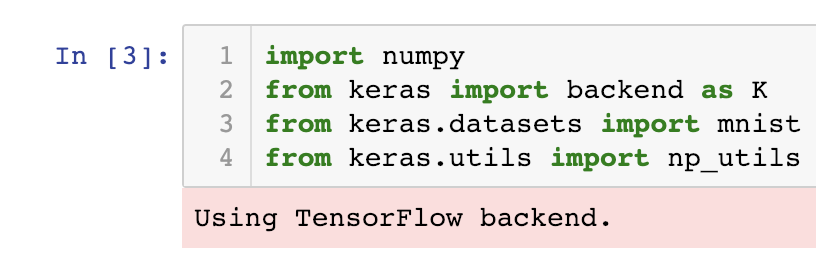 In [3]:
1 import numpy
2 from keras import backend as K
3 from keras.datasets import mnist
4 from keras.utils import np_utils
Using TensorFlow backend.